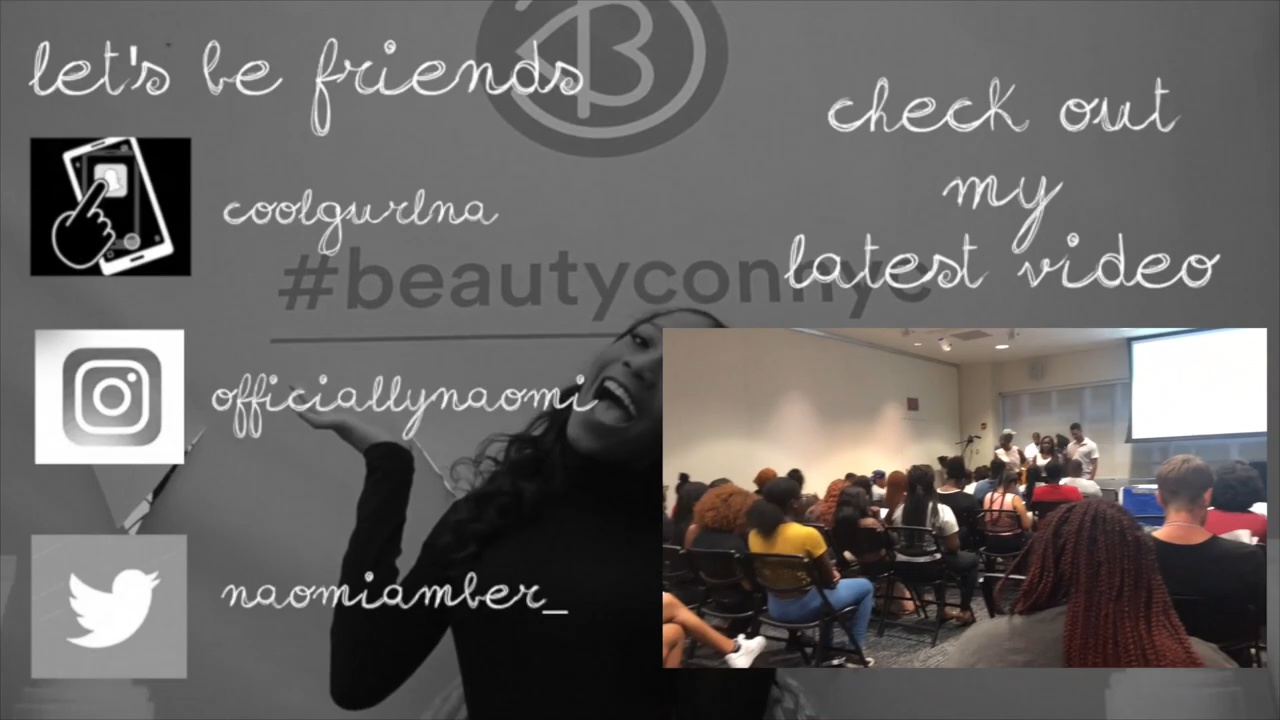 let's be friends
coolgurlna
#beautyconnyc
officiallynaomi
naomiamber_
check out
my
latest video